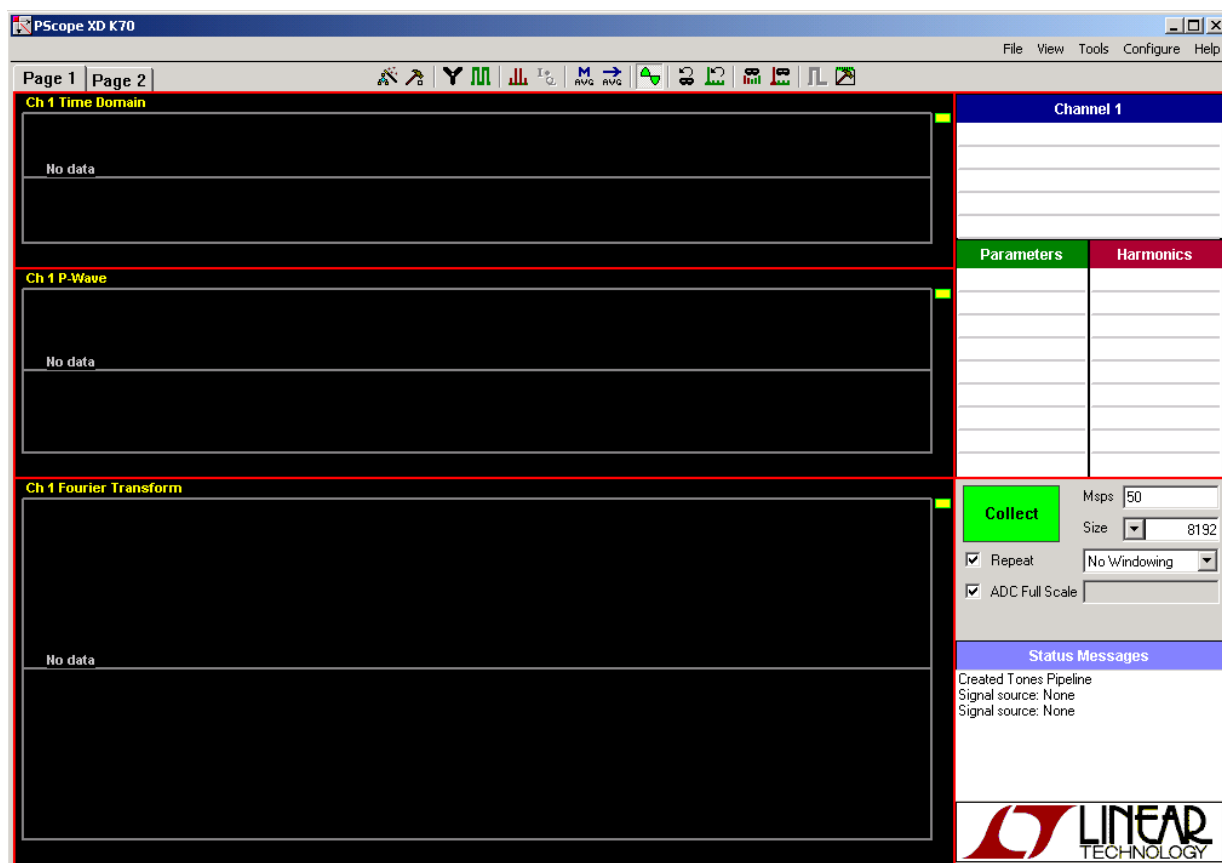 PScope XD K70
File View Tools Configure Help
Page 1 Page 2
M AVG AVG
Ch 1 Time Domain
No data
Channel 1
Parameters Harmonics
Ch 1 P-Wave
No data
Ch 1 Fourier Transform
No data
Collect
Msps 50
Size 8192
Repeat
No Windowing
ADC Full Scale
Status Messages
Created Tones Pipeline
Signal source: None
Signal source: None
LINEAR
TECHNOLOGY